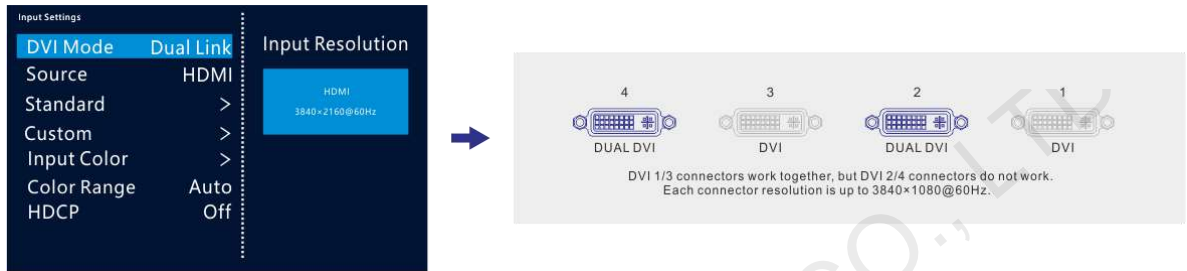 Input Settings
DVI Mode Dual Link
Source HDMI
Standard >
Custom >
Input Color >
Color Range Auto
HDCP Off
Input Resolution
HDMI
3840×2160@60Hz
4 3 2 1
DUAL DVI DVI DUAL DVI DVI
DVI 1/3 connectors work together, but DVI 2/4 connectors do not work.
Each connector resolution is up to 3840×1080@60Hz.
CO., LTD